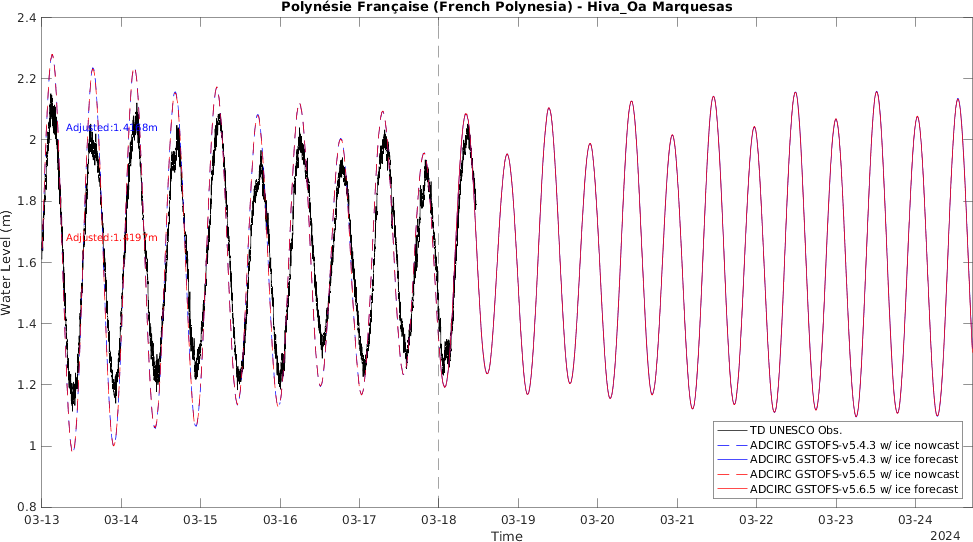 Polynésie Française (French Polynesia) - Hiva_Oa Marquesas
2.4
2.2
2
1.8
1.6
1.4
1.2
1
0.8
Water Level (m)
Adjusted:
Adjusted:
TD UNESCO Obs.
ADCIRC GSTOFS-v5.4.3 w/ ice nowcast
ADCIRC GSTOFS-v5.4.3 w/ ice forecast
ADCIRC GSTOFS-v5.6.5 w/ ice nowcast
ADCIRC GSTOFS-v5.6.5 w/ ice forecast
03-13 03-14 03-15 03-16 03-17 03-18 03-19 03-20 03-21 03-22 03-23 03-24
Time
2024